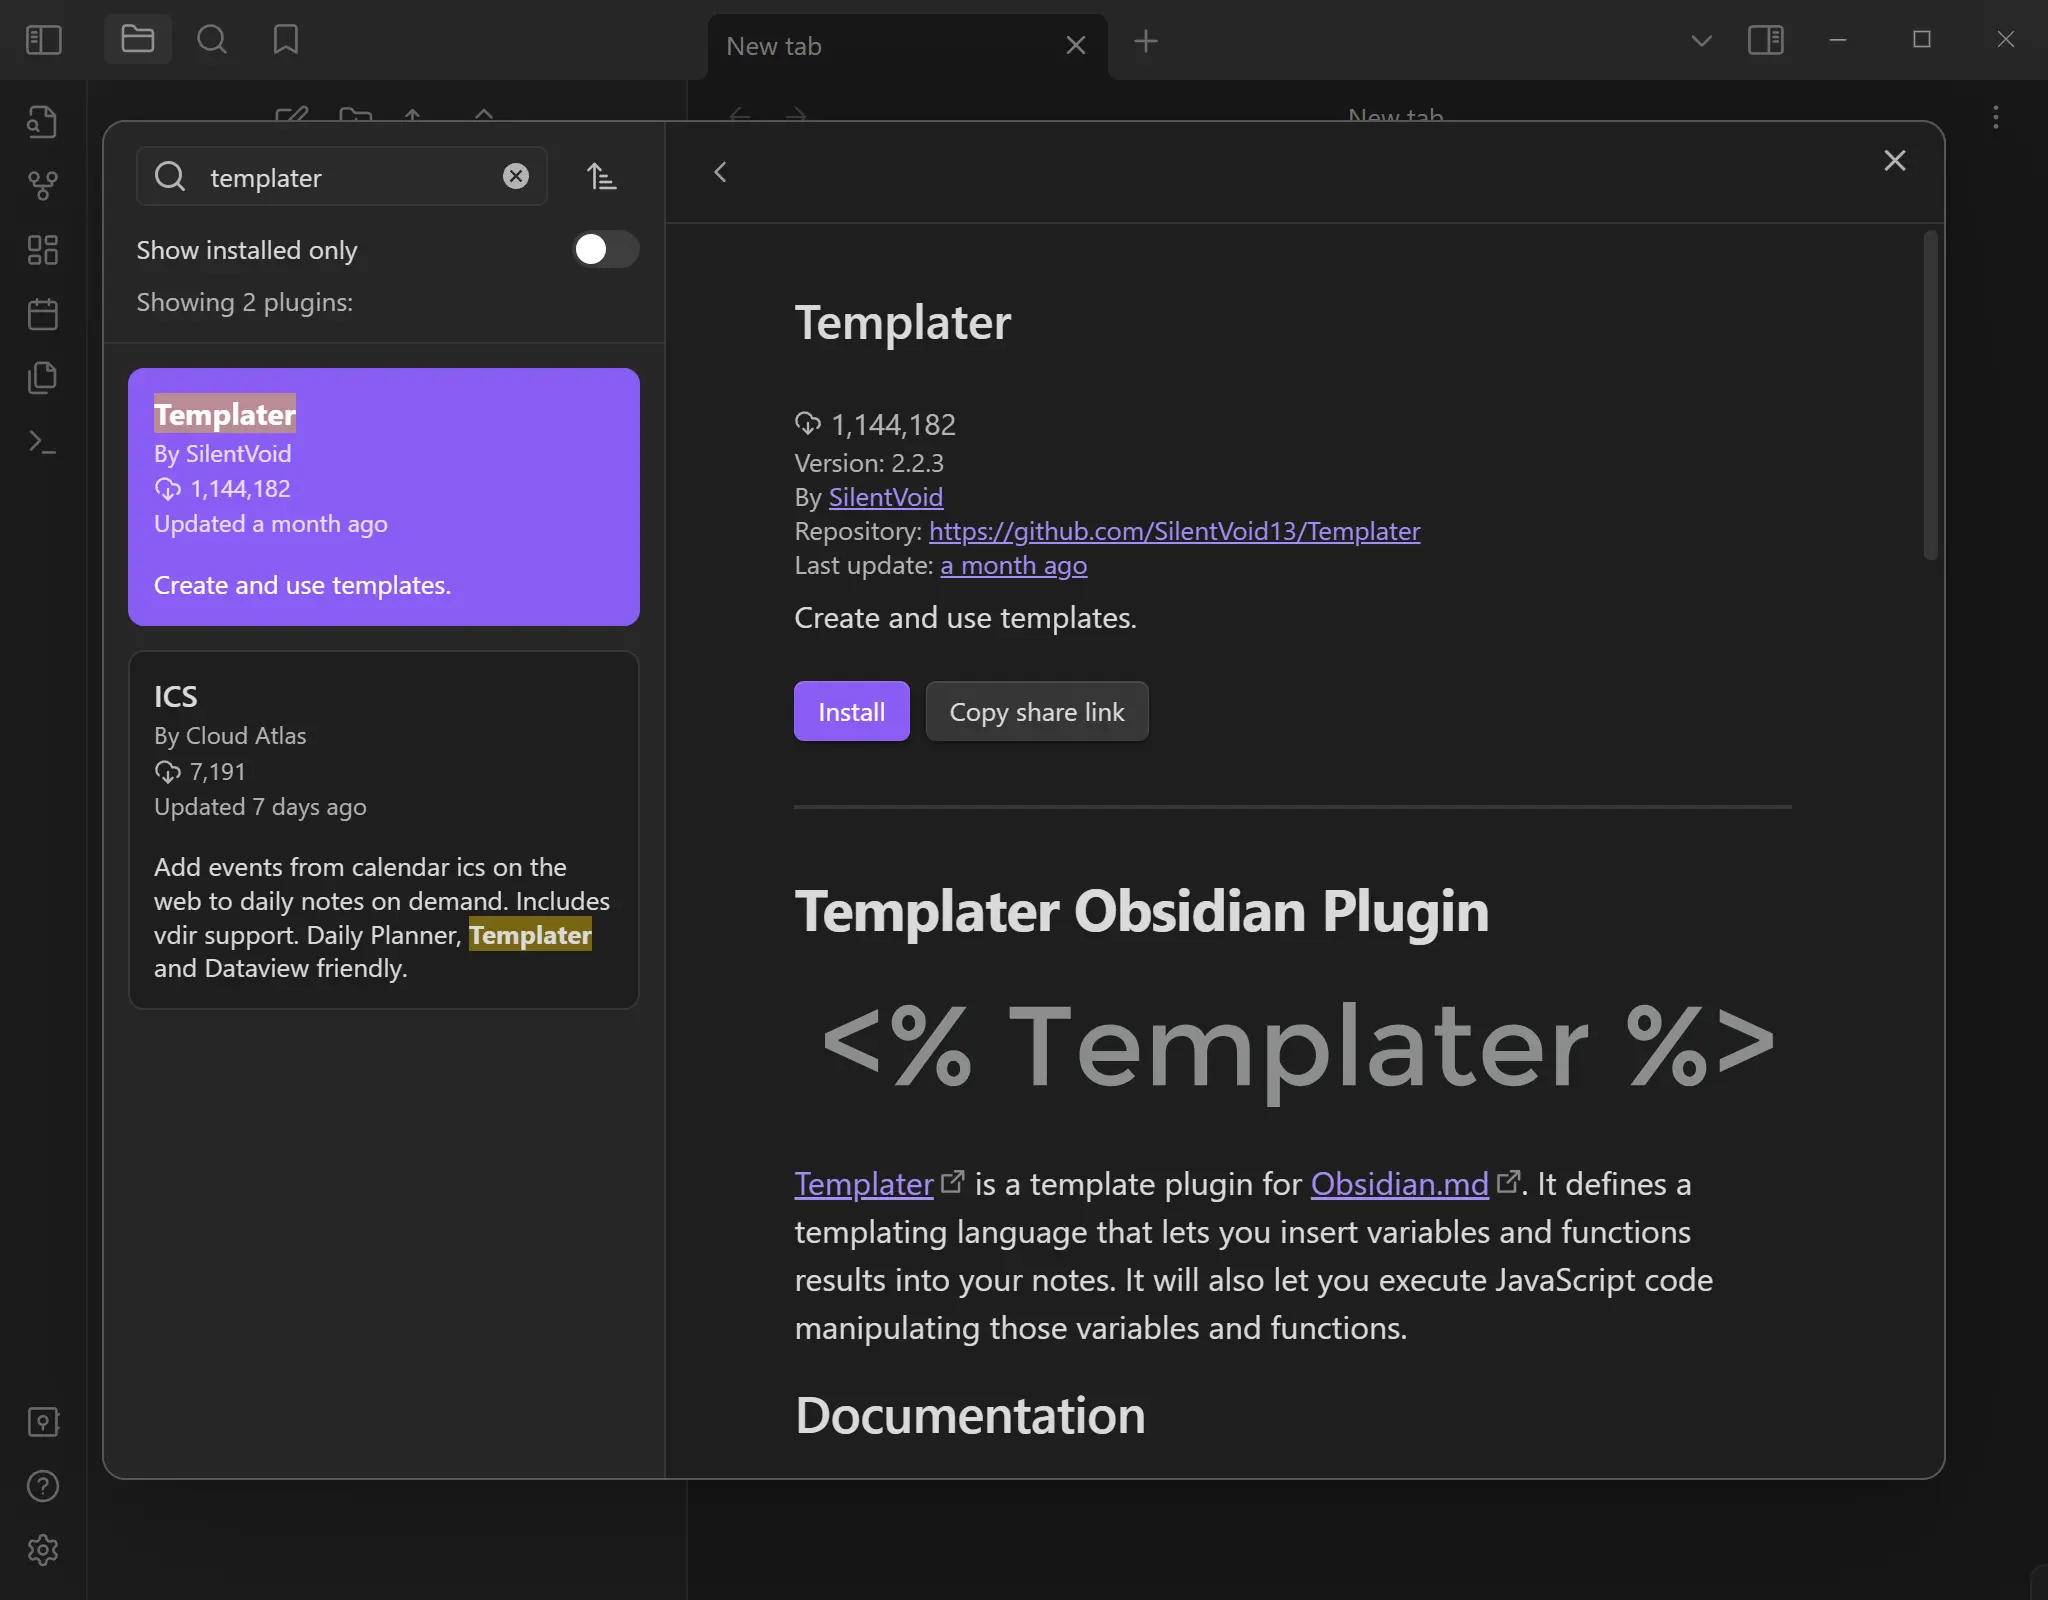 New tab
New tab
templater
Show installed only
Showing 2 plugins:
Templater
By SilentVoid
1,144,182
Updated a month ago
Create and use templates.
ICS
By Cloud Atlas
7,191
Updated 7 days ago
Add events from calendar ics on the
web to daily notes on demand. Includes
vdir support. Daily Planner, Templater
and Dataview friendly.
Templater
1,144,182
Version: 2.2.3
By SilentVoid
Repository: https://github.com/SilentVoid13/Templater
Last update: a month ago
Create and use templates.
Install
Copy share link
Templater Obsidian Plugin
<% Templater %>
Templater is a template plugin for Obsidian.md. It defines a
templating language that lets you insert variables and functions
results into your notes. It will also let you execute JavaScript code
manipulating those variables and functions.
Documentation